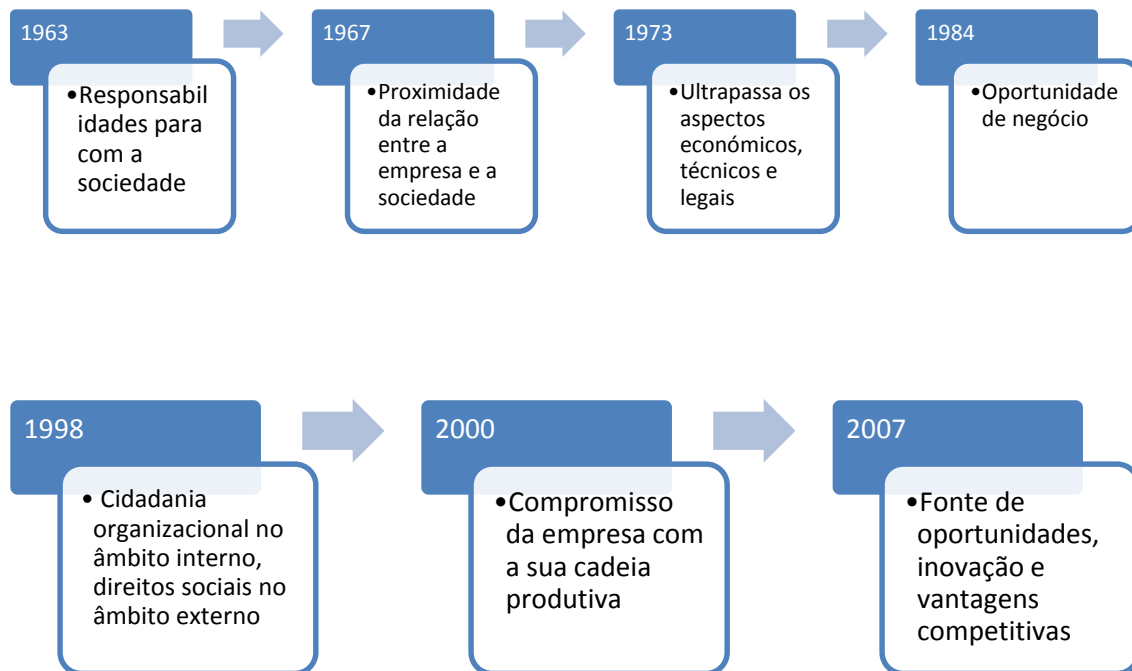 1963
•Responsabil
idades para
com a
sociedade
1967
•Proximidade
da relação
entre a
empresa e a
sociedade
1973
•Ultrapassa os
aspectos
económicos,
técnicos e
legais
1984
•Oportunidade
de negócio
1998
• Cidadania
organizacional no
âmbito interno,
direitos sociais no
âmbito externo
2000
•Compromisso
da empresa com
a sua cadeia
produtiva
2007
•Fonte de
oportunidades,
inovação e
vantagens
competitivas